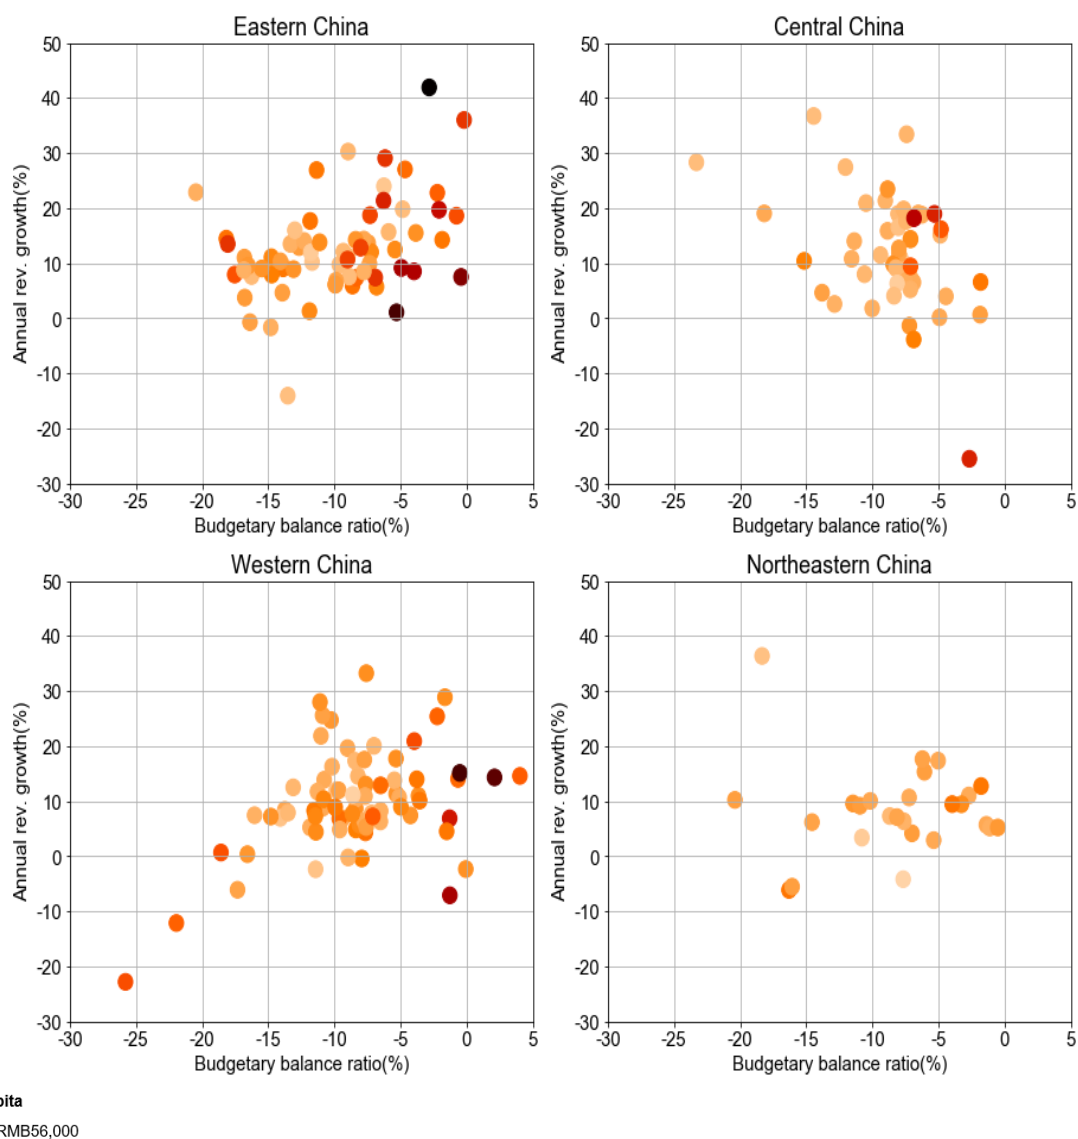 Eastern China
Central China
50
40
30
20
10
0
-10
-20
-30
Annual rev. growth(%)
-30 -25 -20 -15 -10 -5 0 5
Budgetary balance ratio(%)
50
40
30
20
10
0
-10
-20
-30
Annual rev. growth(%)
-30 -25 -20 -15 -10 -5 0 5
Budgetary balance ratio(%)
Western China
Northeastern China
50
40
30
20
10
0
-10
-20
-30
Annual rev. growth(%)
-30 -25 -20 -15 -10 -5 0 5
Budgetary balance ratio(%)
50
40
30
20
10
0
-10
-20
-30
Annual rev. growth(%)
-30 -25 -20 -15 -10 -5 0 5
Budgetary balance ratio(%)
pita
RMB56,000